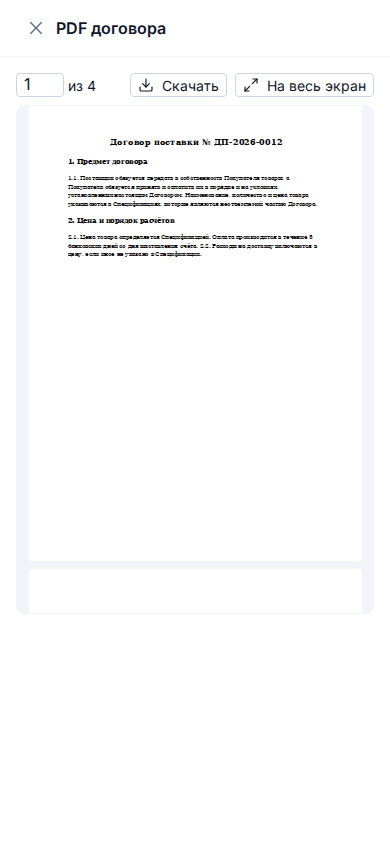 PDF договора
1 из 4 Скачать На весь экран
Договор поставки № ДП-2026-0012
1. Предмет договора
1.1. Поставщик обязуется передать в собственность Покупателя товары, а
Покупатель обязуется принять и оплатить их в порядке и на условиях,
установленных настоящим Договором. Наименование, количество и цена товара
указываются в Спецификациях, которые являются неотъемлемой частью Договора.
2. Цена и порядок расчётов
2.1. Цена товара определяется Спецификацией. Оплата производится в течение 5
банковских дней со дня выставления счёта. 2.2. Расходы на доставку включаются в
цену, если иное не указано в Спецификации.